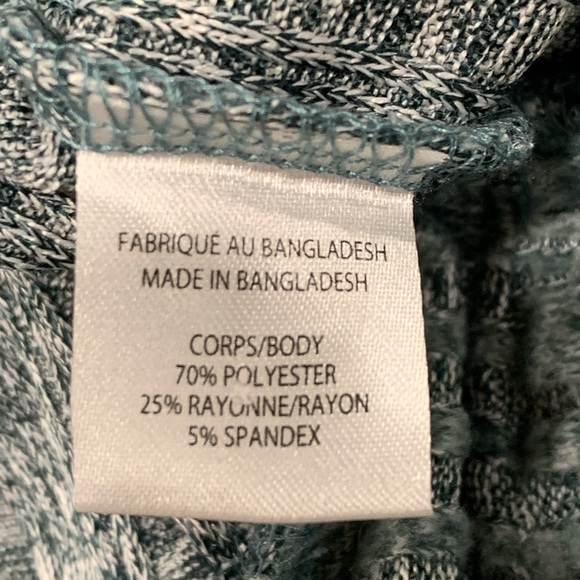 FABRIQUÉ AU BANGLADESH
MADE IN BANGLADESH
CORPS/BODY
70% POLYESTER
25% RAYONNE/RAYON
5% SPANDEX